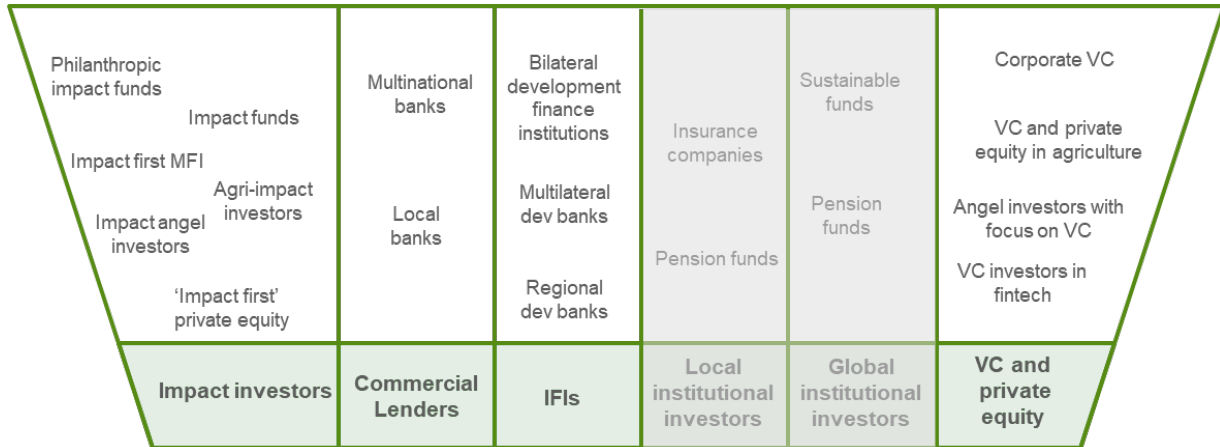 Philanthropic
impact funds
Impact funds
Impact first MFI
Agri-impact
investors
Impact angel
investors
‘Impact first’
private equity
Impact investors
Multinational
banks
Local
banks
Commercial
Lenders
Bilateral
development
finance
institutions
Multilateral
dev banks
Regional
dev banks
IFIs
Insurance
companies
Pension funds
Local
institutional
investors
Sustainable
funds
Pension
funds
Global
institutional
investors
Corporate VC
VC and private
equity in agriculture
Angel investors with
focus on VC
VC investors in
fintech
VC and
private
equity